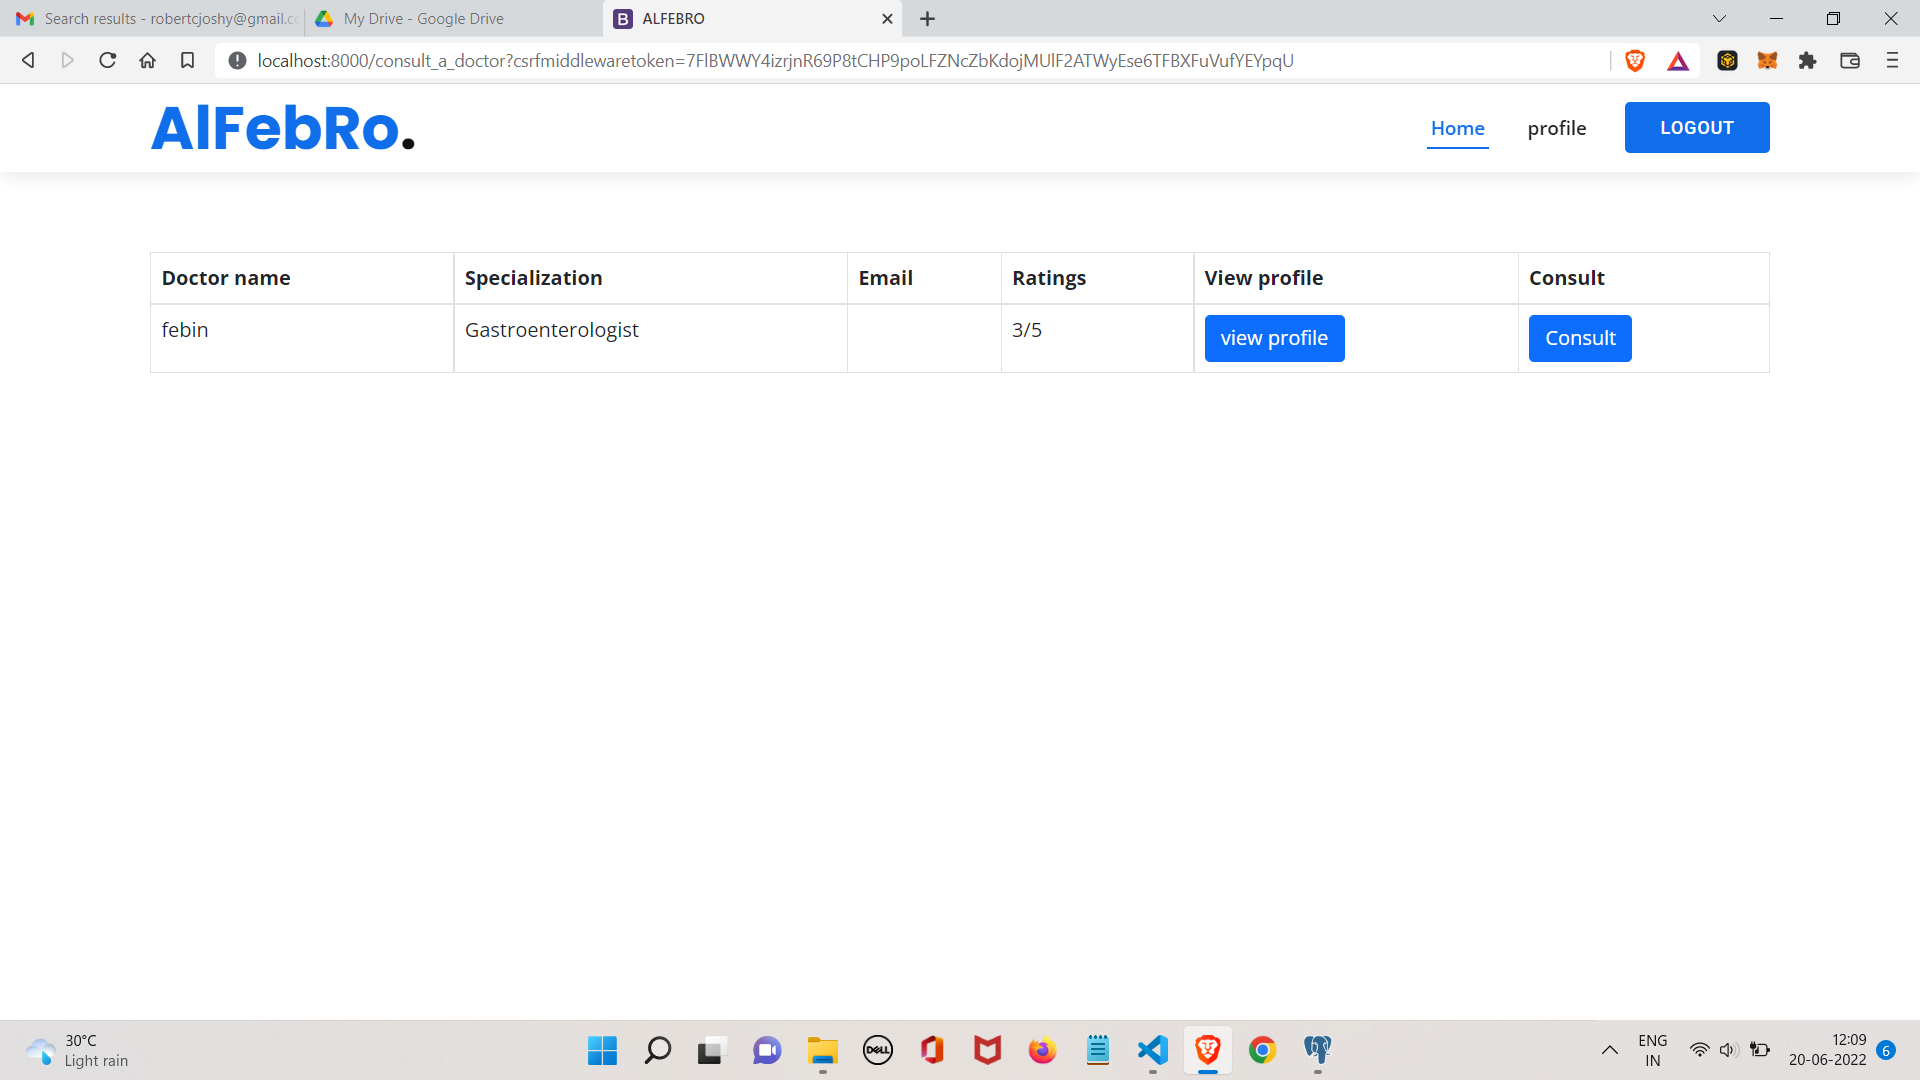 Search results - robertcjoshy@gmail.c
My Drive - Google Drive
ALFEBRO
localhost:8000/consult_a_doctor?csrfmiddlewaretoken=7FlBWWY4izrjnR69P8tCHP9poLFZNcZbKdojMUlF2ATWyEse6TFBXFuVufYEYpqU
AlFebRo.
Home
profile
LOGOUT
Doctor name
Specialization
Email
Ratings
View profile
Consult
febin
Gastroenterologist
3/5
view profile
Consult
30°C
Light rain
DELL
ENG
IN
12:09
20-06-2022
6